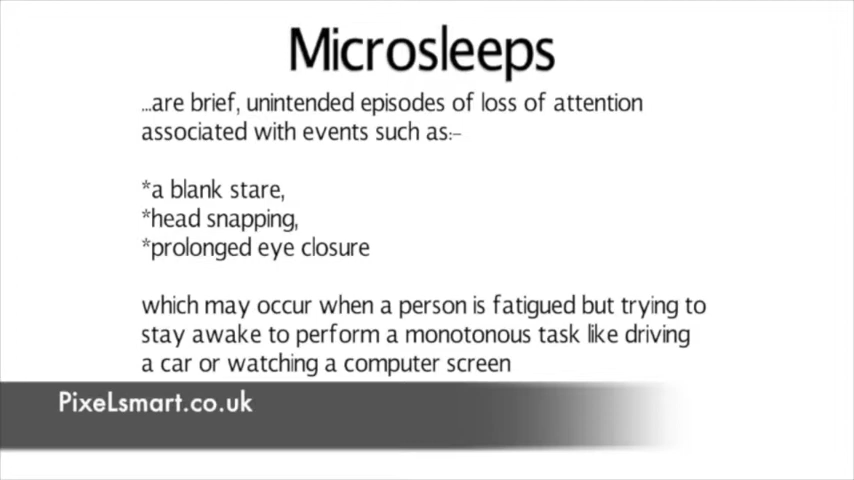 Microsleeps
...are brief, unintended episodes of loss of attention
associated with events such as:-
*a blank stare,
*head snapping,
*prolonged eye closure
which may occur when a person is fatigued but trying to
stay awake to perform a monotonous task like driving
a car or watching a computer screen
PixeLsmart.co.uk